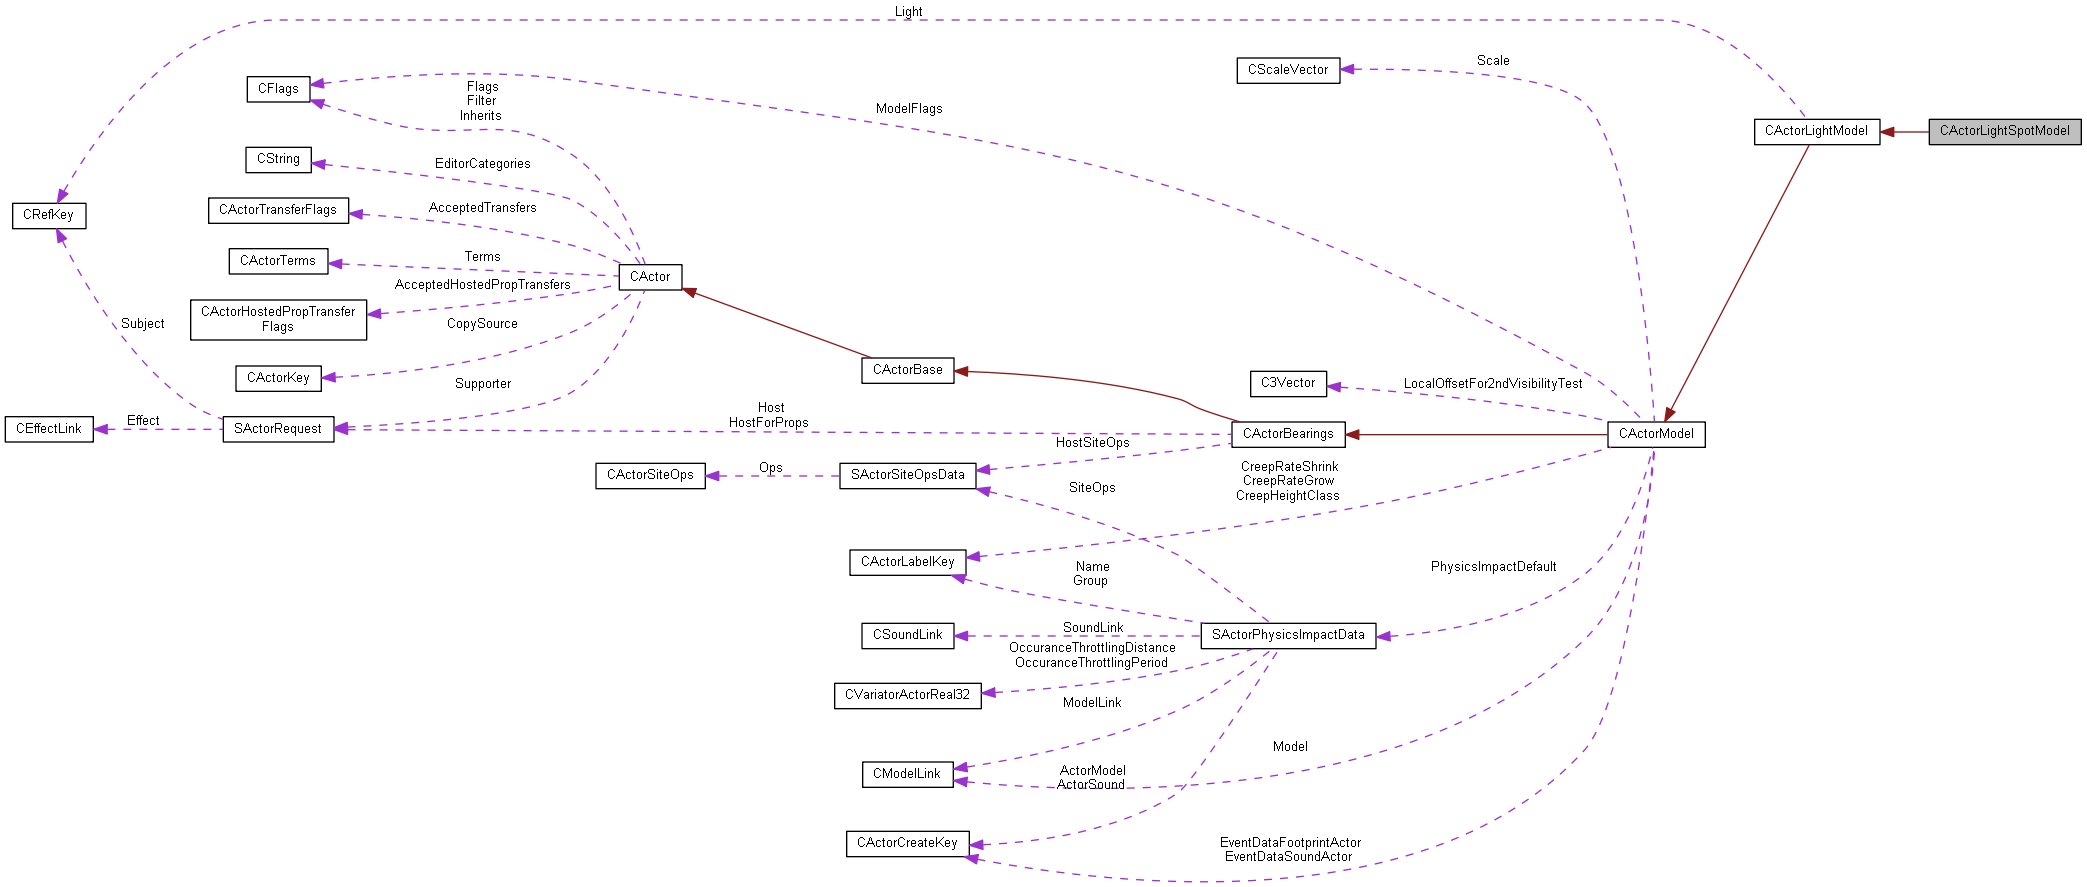 Light
Scale
CScaleVector
CFlags
Flags
Filter
Inherits
ModelFlags
CActorLightModel
CActorLightSpotModel
CString
EditorCategories
CRefKey
CActorTransferFlags
AcceptedTransfers
CActorTerms
Terms
CActor
AcceptedHostedPropTransfers
CActorHostedPropTransfer
Flags
Subject
CopySource
CActorKey
Supporter
CActorBase
C3Vector
LocalOffsetFor2ndVisibilityTest
CEffectLink
Effect
SActorRequest
Host
HostForProps
CActorBearings
CActorModel
HostSiteOps
CActorSiteOps
Ops
SActorSiteOpsData
CreepRateShrink
CreepRateGrow
CreepHeightClass
SiteOps
CActorLabelKey
Name
Group
PhysicsImpactDefault
CSoundLink
SoundLink
SActorPhysicsImpactData
OccuranceThrottlingDistance
OccuranceThrottlingPeriod
CVariatorActorReal32
ModelLink
Model
CModelLink
ActorModel
ActorSound
CActorCreateKey
EventDataFootprintActor
EventDataSoundActor